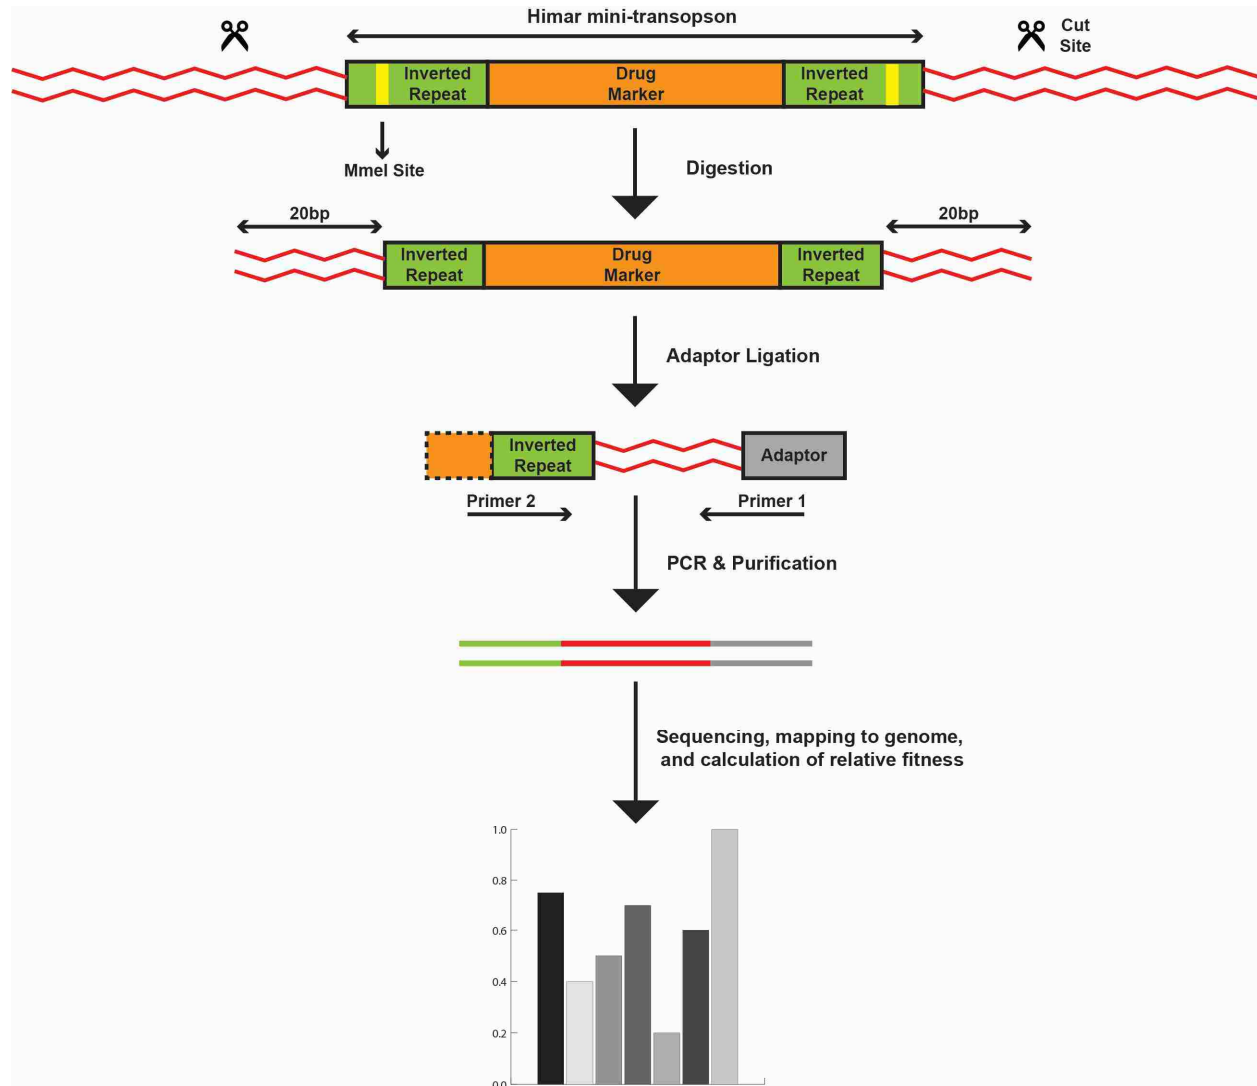 Himar mini-transopson
Cut
Site
Inverted
Repeat
Drug
Marker
Inverted
Repeat
MmeI Site
Digestion
20bp
20bp
Inverted
Repeat
Drug
Marker
Inverted
Repeat
Adaptor Ligation
Inverted
Repeat
Adaptor
Primer 2
Primer 1
PCR & Purification
Sequencing, mapping to genome,
and calculation of relative fitness
1.0
0.8
0.6
0.4
0.2
0.0